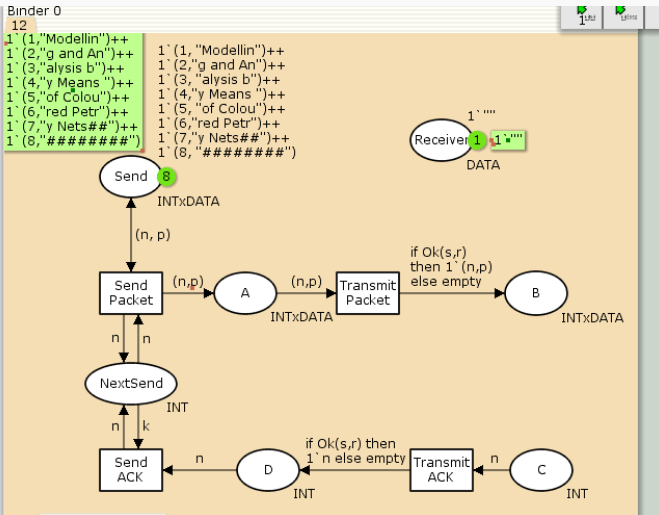 Binder 0
12
1`(1,"Modellin")++
1`(2,"g and An")++
1`(3,"alysis b")++
1`(4,"y Means ")++
1`(5,"of Colou")++
1`(6,"red Petr")++
1`(7,"y Nets##")++
1`(8,"########")
1`(1, "Modellin")++
1`(2,"g and An")++
1`(3, "alysis b")++
1`(4,"y Means ")++
1`(5, "of Colou")++
1`(6,"red Petr")++
1`(7,"y Nets##")++
1`(8, "########")
1`""
Receiver
1
1`""
DATA
Send
8
INTxDATA
(n, p)
if Ok(s,r)
then 1`(n,p)
else empty
Send
Packet
(n,p)
A
(n,p)
Transmit
Packet
B
INTxDATA
INTxDATA
n
n
NextSend
INT
n
k
if Ok(s,r) then
1`n else empty
Send
ACK
n
D
Transmit
ACK
n
C
INT
INT